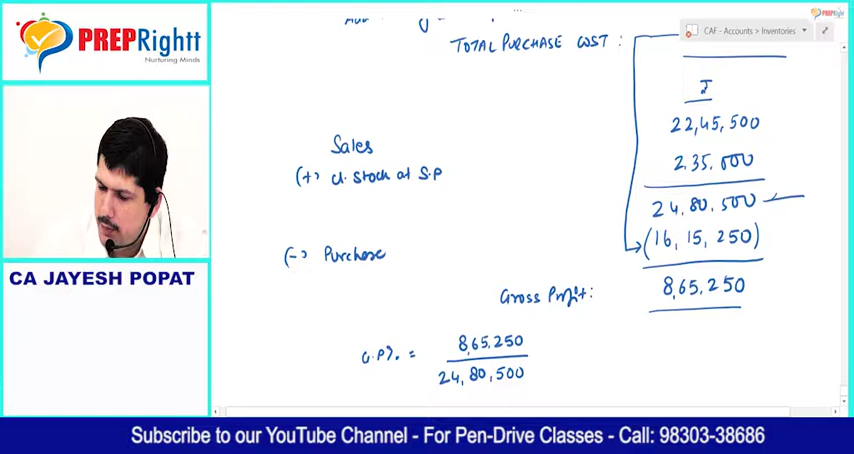 PREPRightt
Nurturing Minds
CAF - Accounts > Inventories
TOTAL PURCHASE COST :
₹
22,45,500
Sales
2,35,000
(+) Cl. Stock at S.P
24,80,500
(16,15,250)
(-) Purchase
8,65,250
Gross Profit:
G.P%. = 8,65,250
24,80,500
CA JAYESH POPAT
Subscribe to our YouTube Channel - For Pen-Drive Classes - Call: 98303-38686